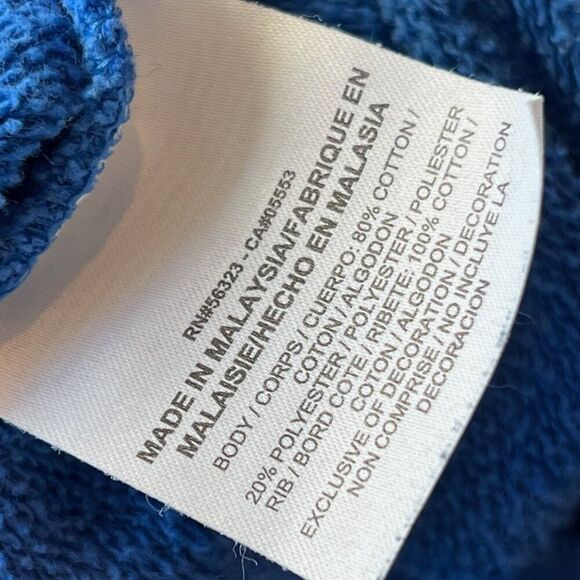 RN#56323 - CA#05553
MADE IN MALAYSIA/FABRIQUE EN
MALAISIE/HECHO EN MALASIA
BODY / CORPS / CUERPO: 80% COTTON /
COTON / ALGODON
20% POLYESTER / POLYESTER / POLIESTER
RIB / BORD COTE / RIBETE: 100% COTTON /
COTON / ALGODON
EXCLUSIVE OF DECORATION / DECORATION
NON COMPRISE / NO INCLUYE LA
DECORACION